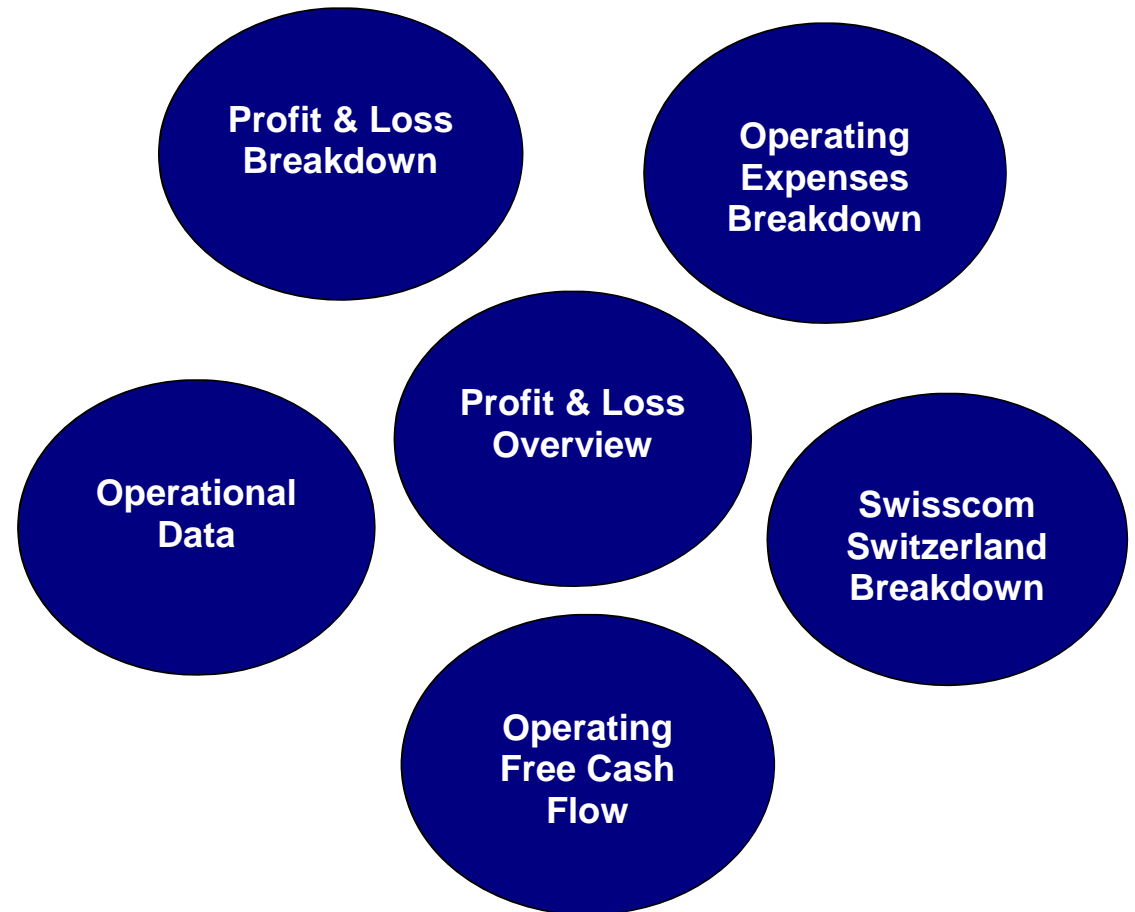 Profit & Loss
Breakdown
Operating
Expenses
Breakdown
Profit & Loss
Overview
Operational
Data
Swisscom
Switzerland
Breakdown
Operating
Free Cash
Flow